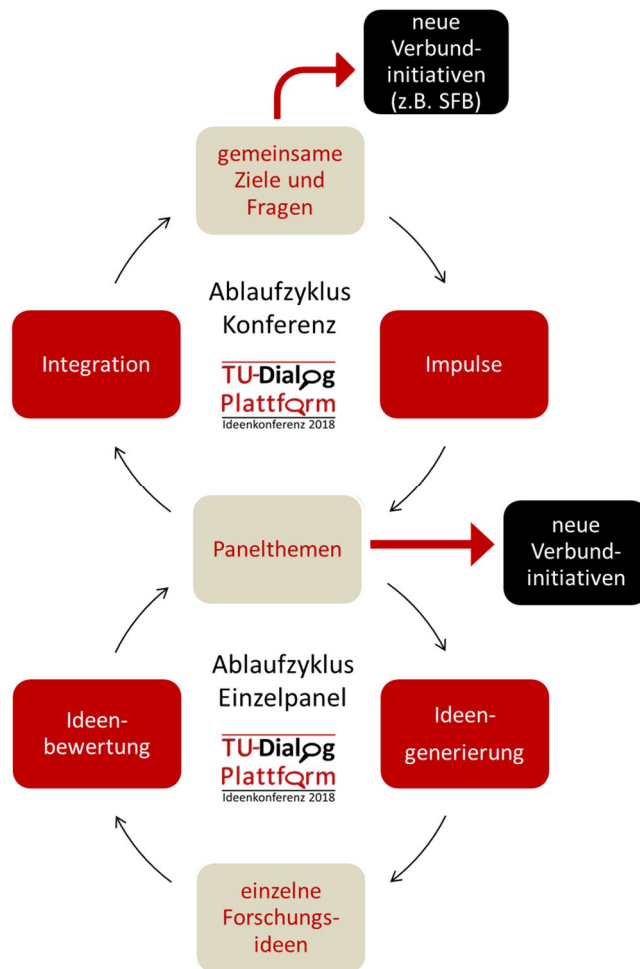 neue
Verbund-
initiativen
(z.B. SFB)
gemeinsame
Ziele und
Fragen
Ablaufzyklus
Konferenz
Integration
TU-Dialog
Plattform
Ideenkonferenz 2018
Impulse
Panelthemen
neue
Verbund-
initiativen
Ablaufzyklus
Einzelpanel
Ideen-
bewertung
TU-Dialog
Plattform
Ideenkonferenz 2018
Ideen-
generierung
einzelne
Forschungs-
ideen